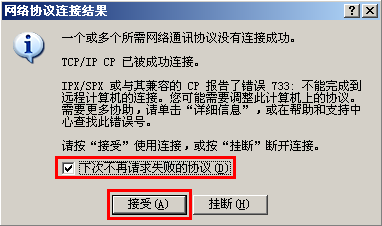 网络协议连接结果
一个或多个所需网络通讯协议没有连接成功。
TCP/IP CP 已被成功连接。
IPX/SPX 或与其兼容的 CP 报告了错误 733: 不能完成到
远程计算机的连接。您可能需要调整此计算机上的协议。
需要更多协助，请单击“详细信息”，或在帮助和支持中
心查找此错误号。
请按“接受”使用连接，或按“挂断”断开连接。
下次不再请求失败的协议(D)
接受(A) 挂断(H)